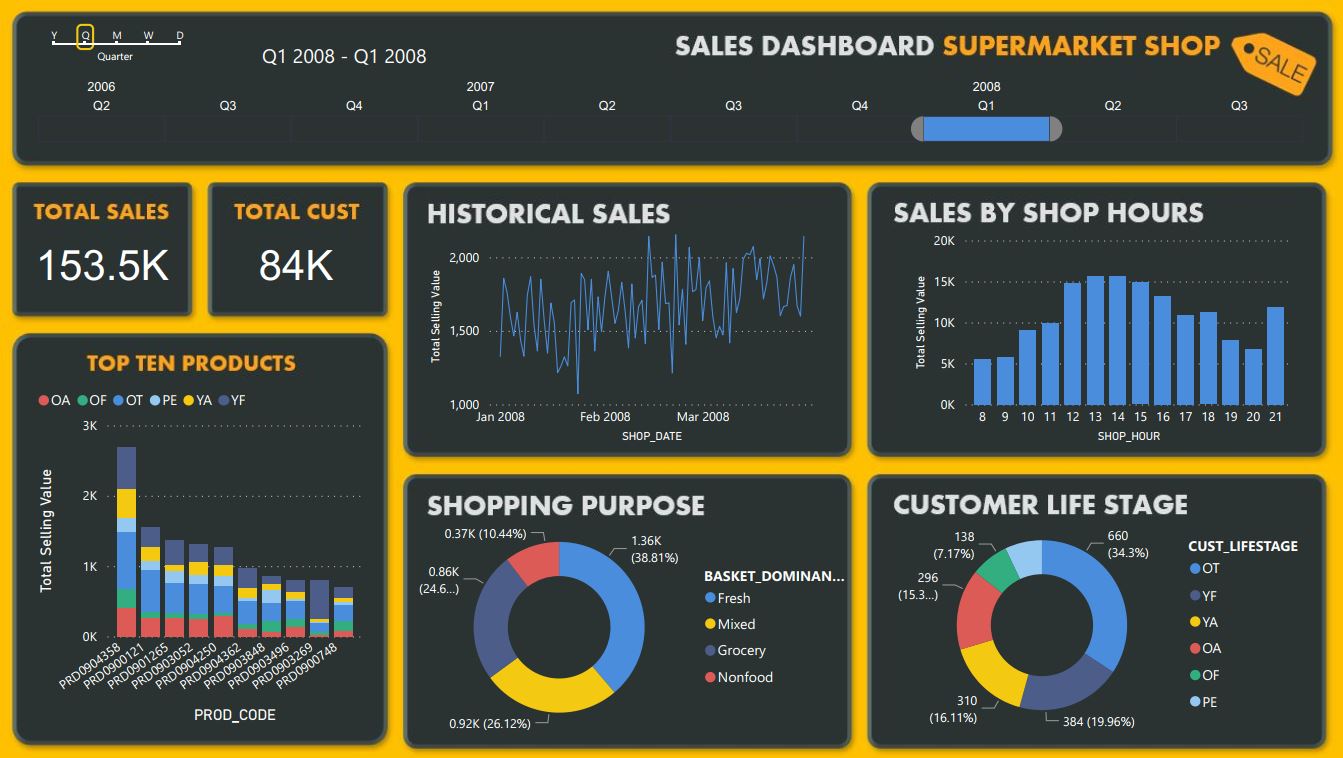 Y Q M W D
Quarter
Q1 2008 - Q1 2008
SALES DASHBOARD SUPERMARKET SHOP
SALE
2006 2007 2008
Q2 Q3 Q4 Q1 Q2 Q3 Q4 Q1 Q2 Q3
TOTAL SALES
153.5K
TOTAL CUST
84K
HISTORICAL SALES
Total Selling Value
2,000
1,500
1,000
Jan 2008 Feb 2008 Mar 2008
SHOP_DATE
SALES BY SHOP HOURS
Total Selling Value
20K
15K
10K
5K
0K
8 9 10 11 12 13 14 15 16 17 18 19 20 21
SHOP_HOUR
TOP TEN PRODUCTS
OA OF OT PE YA YF
Total Selling Value
3K
2K
1K
0K
PRD0904358
PRD0900121
PRD0901265
PRD0903052
PRD0904250
PRD0904362
PRD0903848
PRD0903496
PRD0903269
PRD0900748
PROD_CODE
SHOPPING PURPOSE
0.37K (10.44%)
1.36K
(38.81%)
0.86K
(24.6...)
0.92K (26.12%)
BASKET_DOMINAN...
Fresh
Mixed
Grocery
Nonfood
CUSTOMER LIFE STAGE
138
(7.17%)
660
(34.3%)
296
(15.3...)
310
(16.11%)
384 (19.96%)
CUST_LIFESTAGE
OT
YF
YA
OA
OF
PE